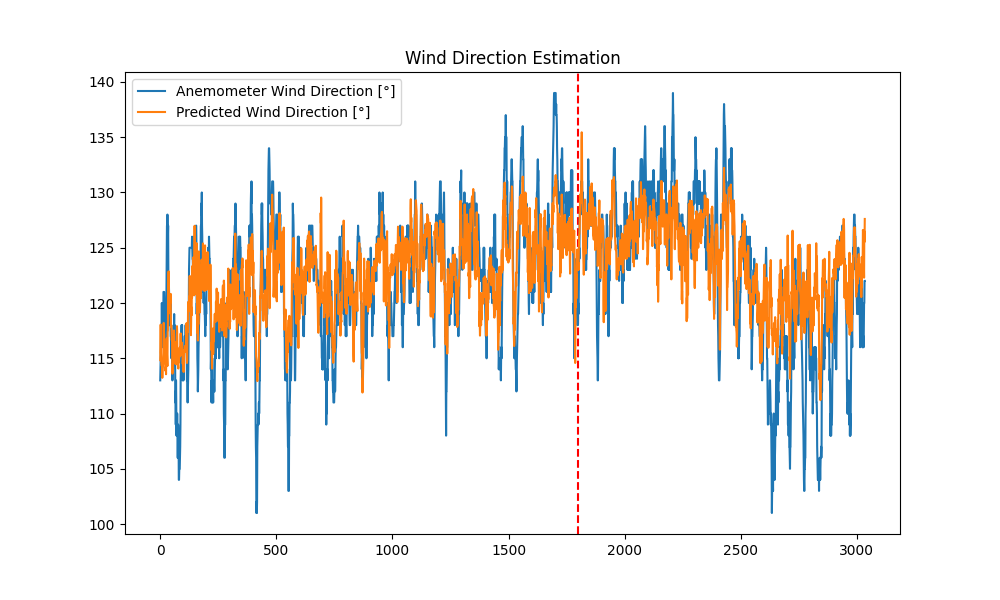 Wind Direction Estimation
Anemometer Wind Direction [°]
Predicted Wind Direction [°]
140
135
130
125
120
115
110
105
100
0 500 1000 1500 2000 2500 3000